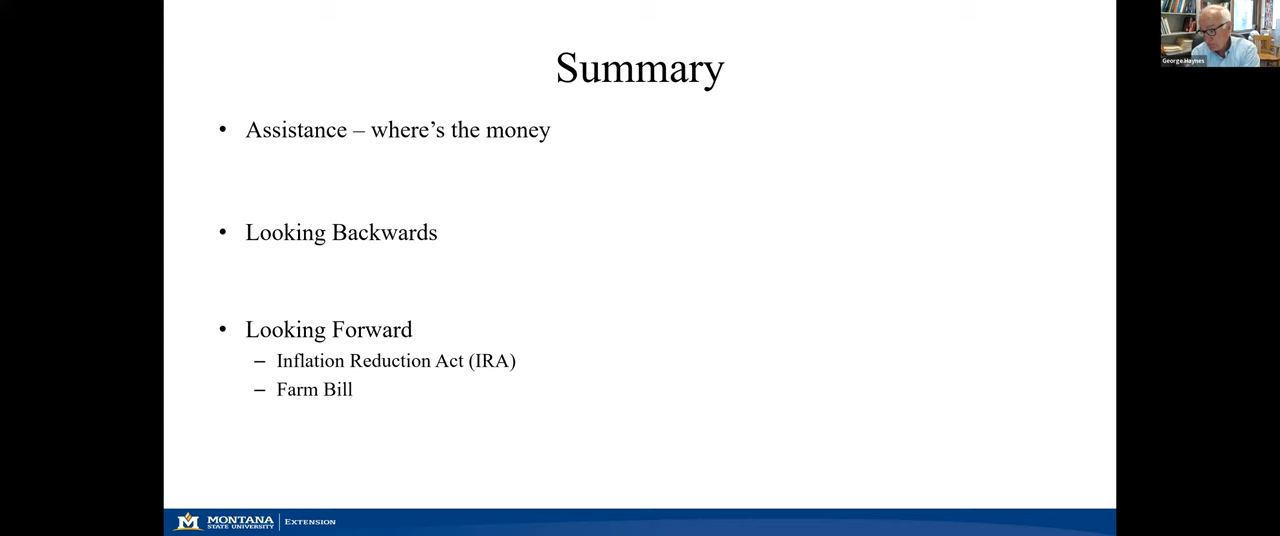 Summary
George Haynes
• Assistance – where's the money
• Looking Backwards
• Looking Forward
– Inflation Reduction Act (IRA)
– Farm Bill
M MONTANA STATE UNIVERSITY | EXTENSION